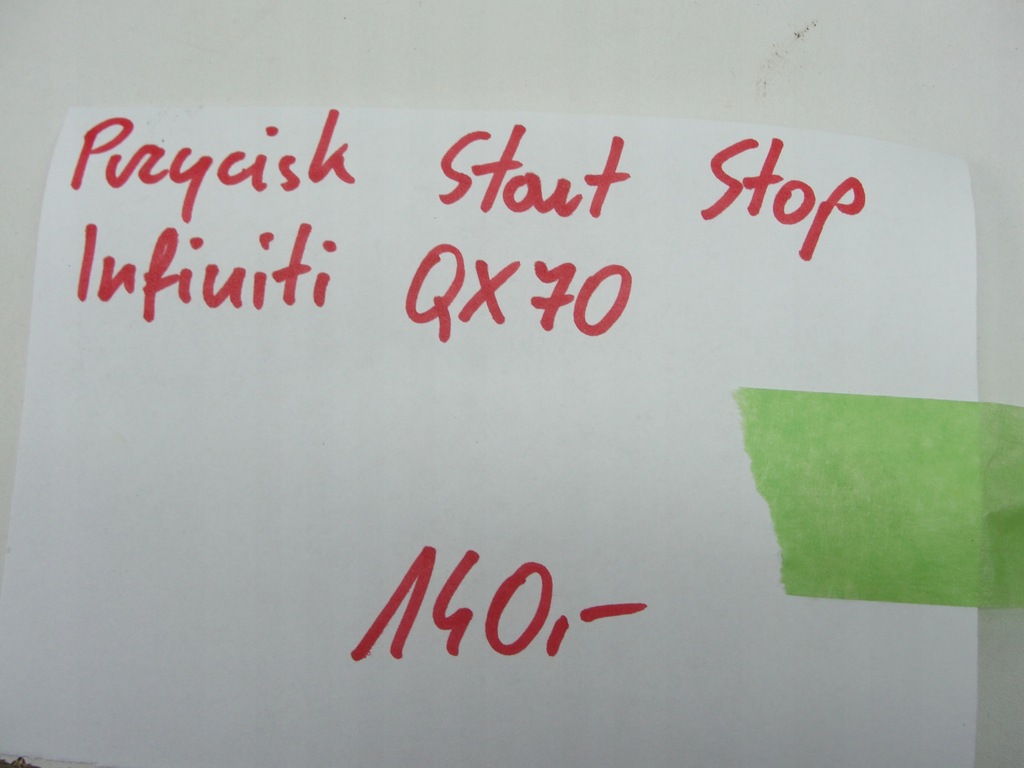 Przycisk Start Stop
Infiniti QX70
140,-